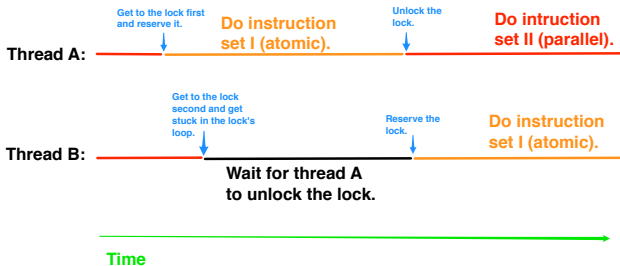 Get to the lock first
and reserve it.
Unlock the
lock.
Do instruction
set I (atomic).
Do intruction
set II (parallel).
Thread A:
Get to the lock
second and get
stuck in the lock's
loop.
Reserve the
lock.
Do instruction
set I (atomic).
Thread B:
Wait for thread A
to unlock the lock.
Time